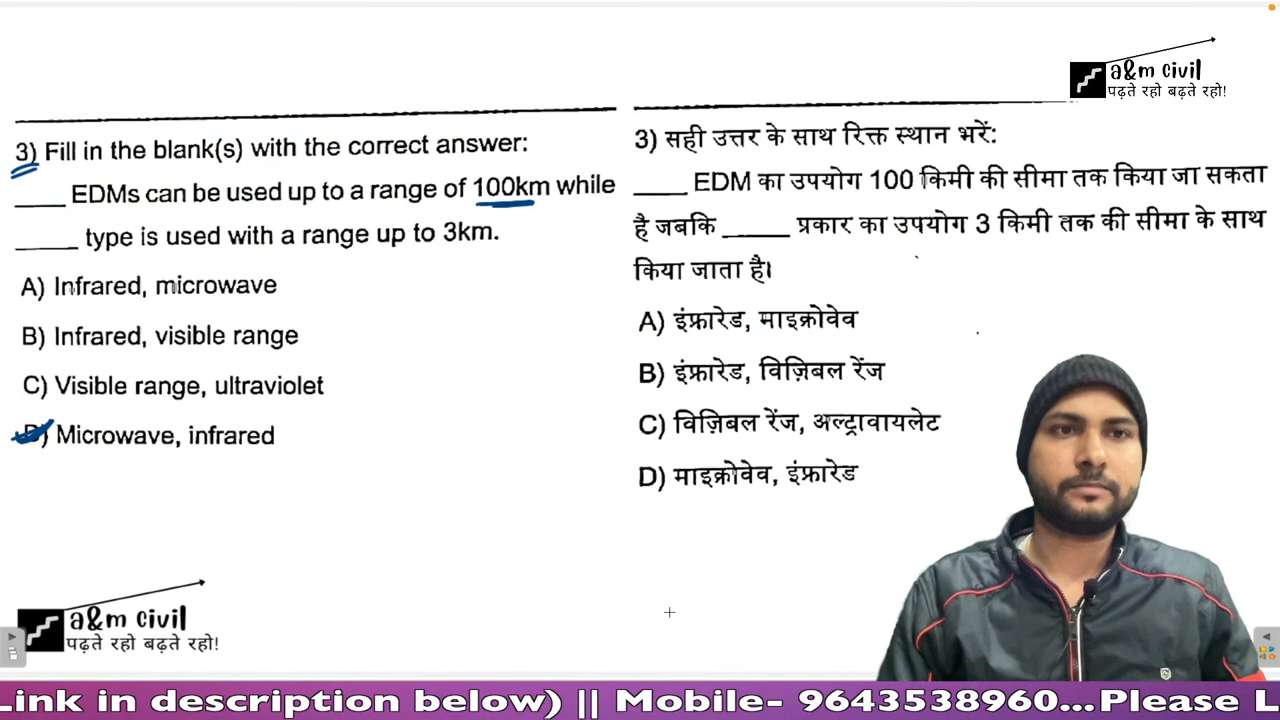 a&m civil
पढ़ते रहो बढ़ते रहो!
3) Fill in the blank(s) with the correct answer:
____ EDMs can be used up to a range of 100km while
_____ type is used with a range up to 3km.
A) Infrared, microwave
B) Infrared, visible range
C) Visible range, ultraviolet
D) Microwave, infrared
3) सही उत्तर के साथ रिक्त स्थान भरें:
____ EDM का उपयोग 100 किमी की सीमा तक किया जा सकता
है जबकि _____ प्रकार का उपयोग 3 किमी तक की सीमा के साथ
किया जाता है।
A) इंफ्रारेड, माइक्रोवेव
B) इंफ्रारेड, विज़िबल रेंज
C) विज़िबल रेंज, अल्ट्रावायलेट
D) माइक्रोवेव, इंफ्रारेड
a&m civil
पढ़ते रहो बढ़ते रहो!
Link in description below) || Mobile- 9643538960...Please L